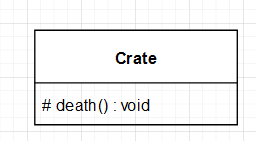 Crate
# death() : void